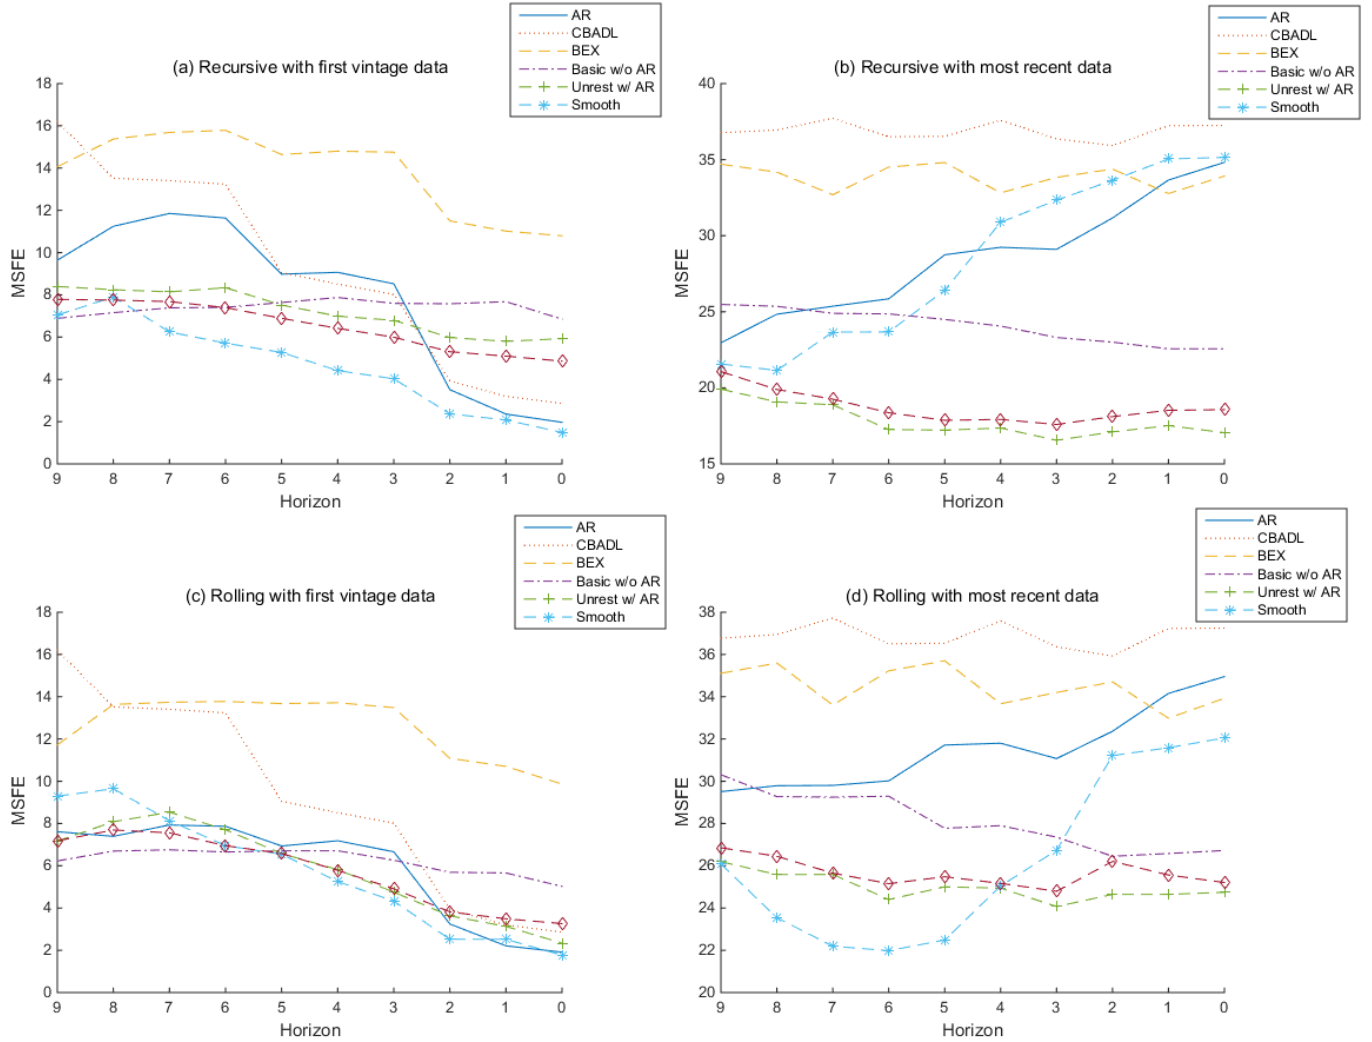 AR
CBADL
BEX
Basic w/o AR
Unrest w/ AR
Smooth
(a) Recursive with first vintage data
18
16
14
12
10
8
6
4
2
0
MSFE
9 8 7 6 5 4 3 2 1 0
Horizon
AR
CBADL
BEX
Basic w/o AR
Unrest w/ AR
Smooth
(b) Recursive with most recent data
40
35
30
25
20
15
MSFE
9 8 7 6 5 4 3 2 1 0
Horizon
AR
CBADL
BEX
Basic w/o AR
Unrest w/ AR
Smooth
(c) Rolling with first vintage data
18
16
14
12
10
8
6
4
2
0
MSFE
9 8 7 6 5 4 3 2 1 0
Horizon
AR
CBADL
BEX
Basic w/o AR
Unrest w/ AR
Smooth
(d) Rolling with most recent data
38
36
34
32
30
28
26
24
22
20
MSFE
9 8 7 6 5 4 3 2 1 0
Horizon